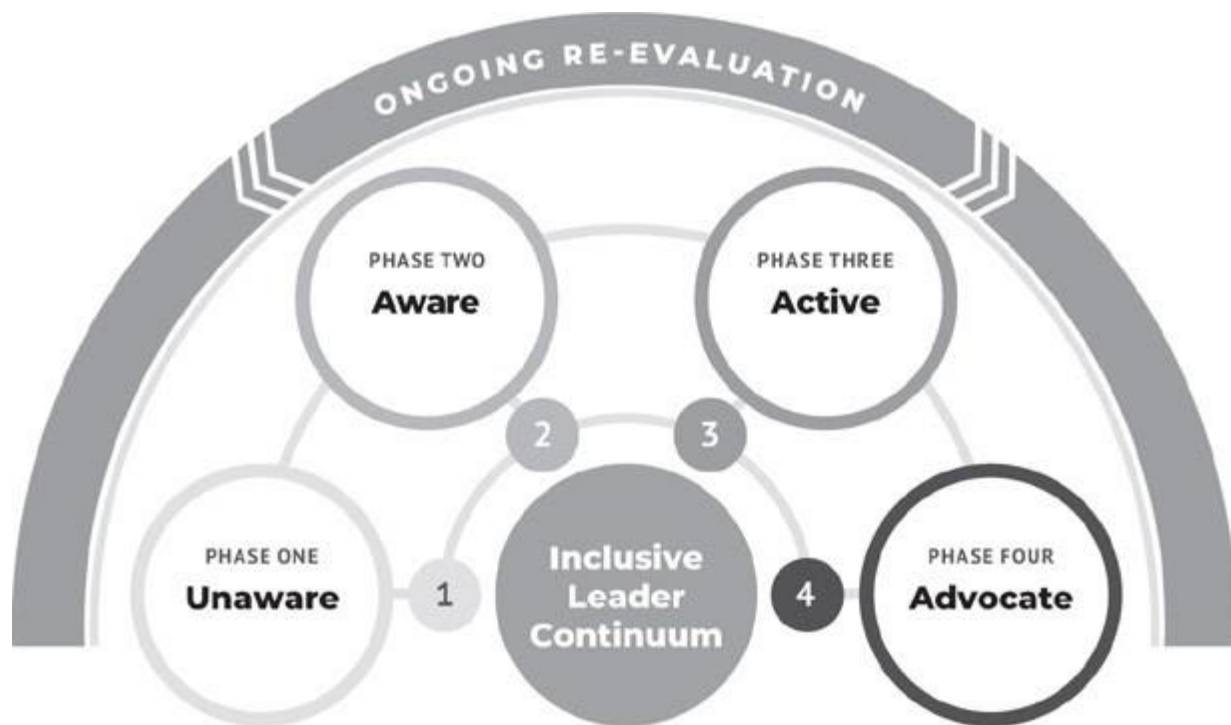 ONGOING RE-EVALUATION
PHASE TWO
Aware
PHASE THREE
Active
2
3
PHASE ONE
Unaware
1
Inclusive
Leader
Continuum
4
PHASE FOUR
Advocate